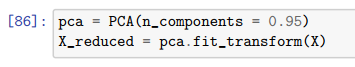 [86]: pca = PCA(n_components = 0.95)
X_reduced = pca.fit_transform(X)